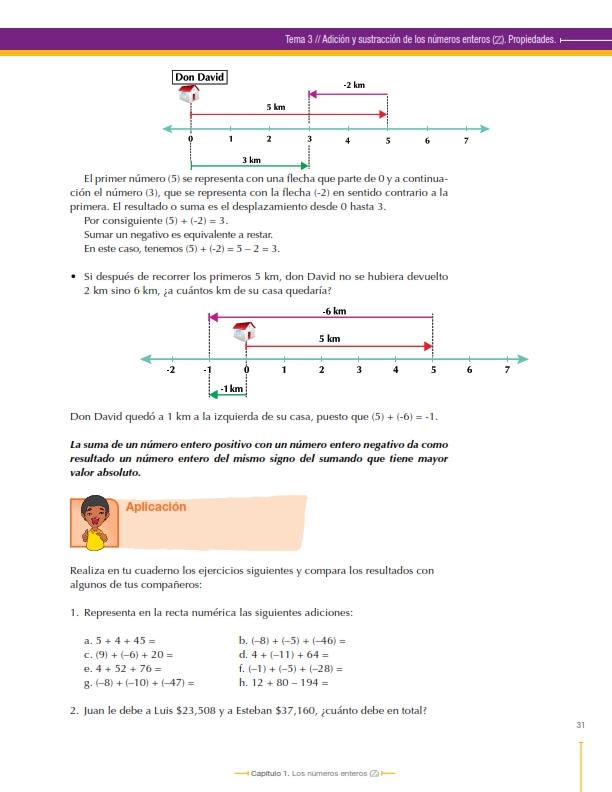 Tema 3 // Adición y sustracción de los números enteros (ℤ). Propiedades.
Don David
-2 km
5 km
0 1 2 3 4 5 6 7
3 km
El primer número (5) se representa con una flecha que parte de 0 y a continua-
ción el número (3), que se representa con la flecha (-2) en sentido contrario a la
primera. El resultado o suma es el desplazamiento desde 0 hasta 3.
Por consiguiente (5) + (-2) = 3.
Sumar un negativo es equivalente a restar.
En este caso, tenemos (5) + (-2) = 5 – 2 = 3.
• Si después de recorrer los primeros 5 km, don David no se hubiera devuelto
2 km sino 6 km, ¿a cuántos km de su casa quedaría?
-6 km
5 km
-2 -1 0 1 2 3 4 5 6 7
-1 km
Don David quedó a 1 km a la izquierda de su casa, puesto que (5) + (-6) = -1.
La suma de un número entero positivo con un número entero negativo da como
resultado un número entero del mismo signo del sumando que tiene mayor
valor absoluto.
Aplicación
Realiza en tu cuaderno los ejercicios siguientes y compara los resultados con
algunos de tus compañeros:
1. Representa en la recta numérica las siguientes adiciones:
a. 5 + 4 + 45 = b. (–8) + (–5) + (–46) =
c. (9) + (–6) + 20 = d. 4 + (–11) + 64 =
e. 4 + 52 + 76 = f. (–1) + (–5) + (–28) =
g. (–8) + (–10) + (–47) = h. 12 + 80 – 194 =
2. Juan le debe a Luis $23,508 y a Esteban $37,160, ¿cuánto debe en total?
31
Capítulo 1. Los números enteros (ℤ)